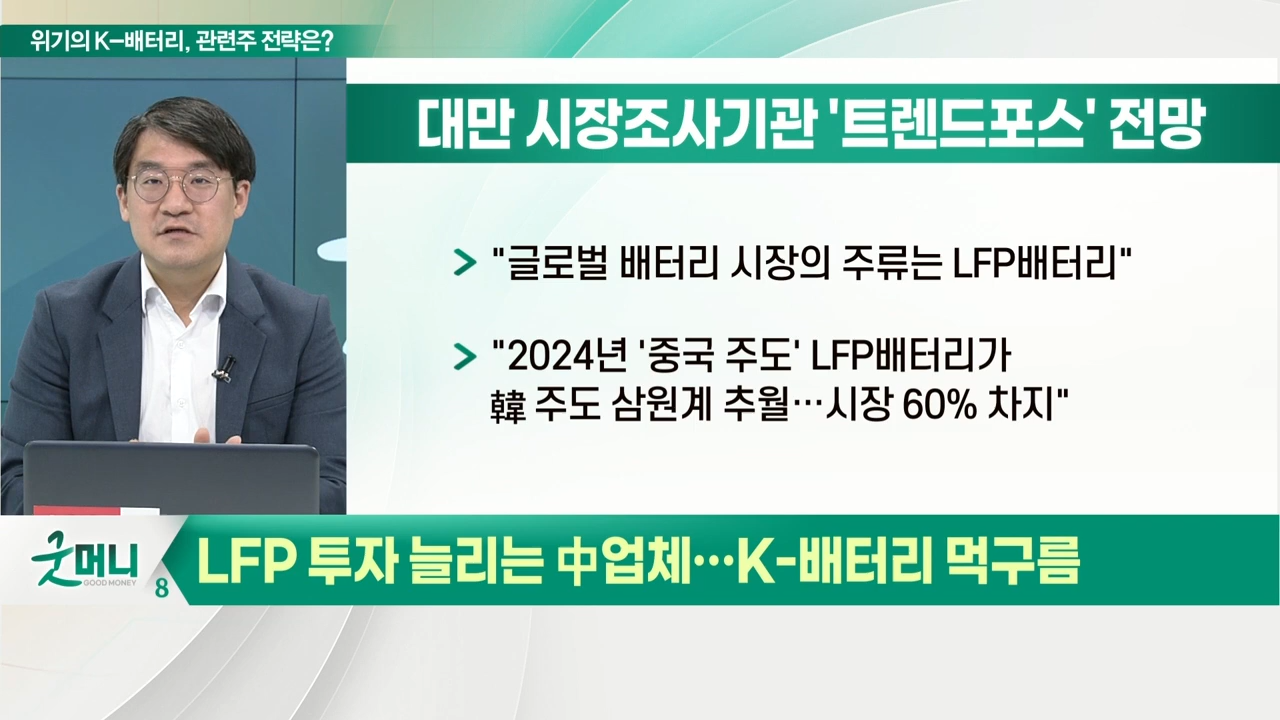 위기의 K-배터리, 관련주 전략은?
대만 시장조사기관 '트렌드포스' 전망
"글로벌 배터리 시장의 주류는 LFP배터리"
"2024년 '중국 주도' LFP배터리가
韓 주도 삼원계 추월…시장 60% 차지"
굿머니
GOOD MONEY
8
LFP 투자 늘리는 中업체…K-배터리 먹구름